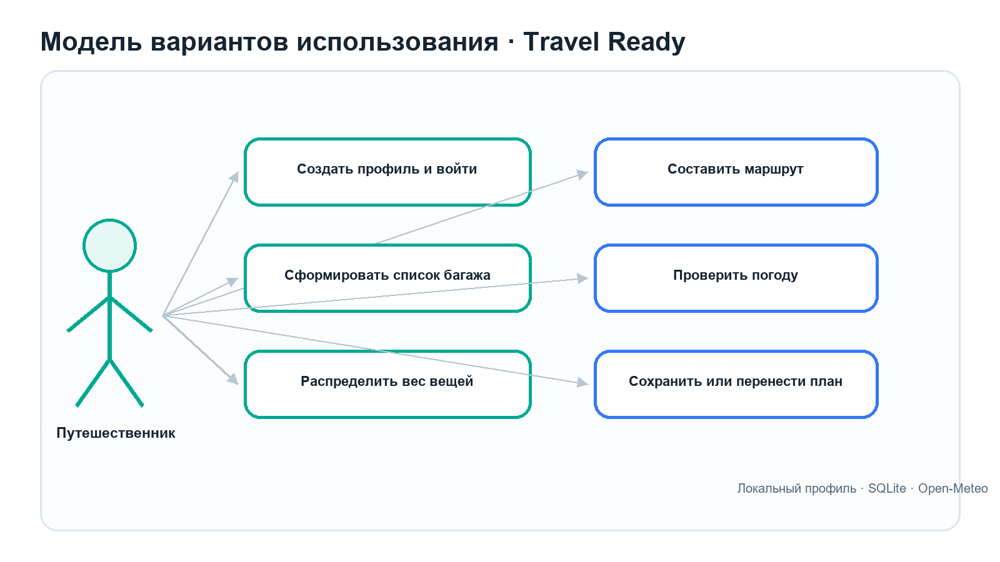 Модель вариантов использования · Travel Ready
Создать профиль и войти
Составить маршрут
Сформировать список багажа
Проверить погоду
Распределить вес вещей
Сохранить или перенести план
Путешественник
Локальный профиль · SQLite · Open-Meteo